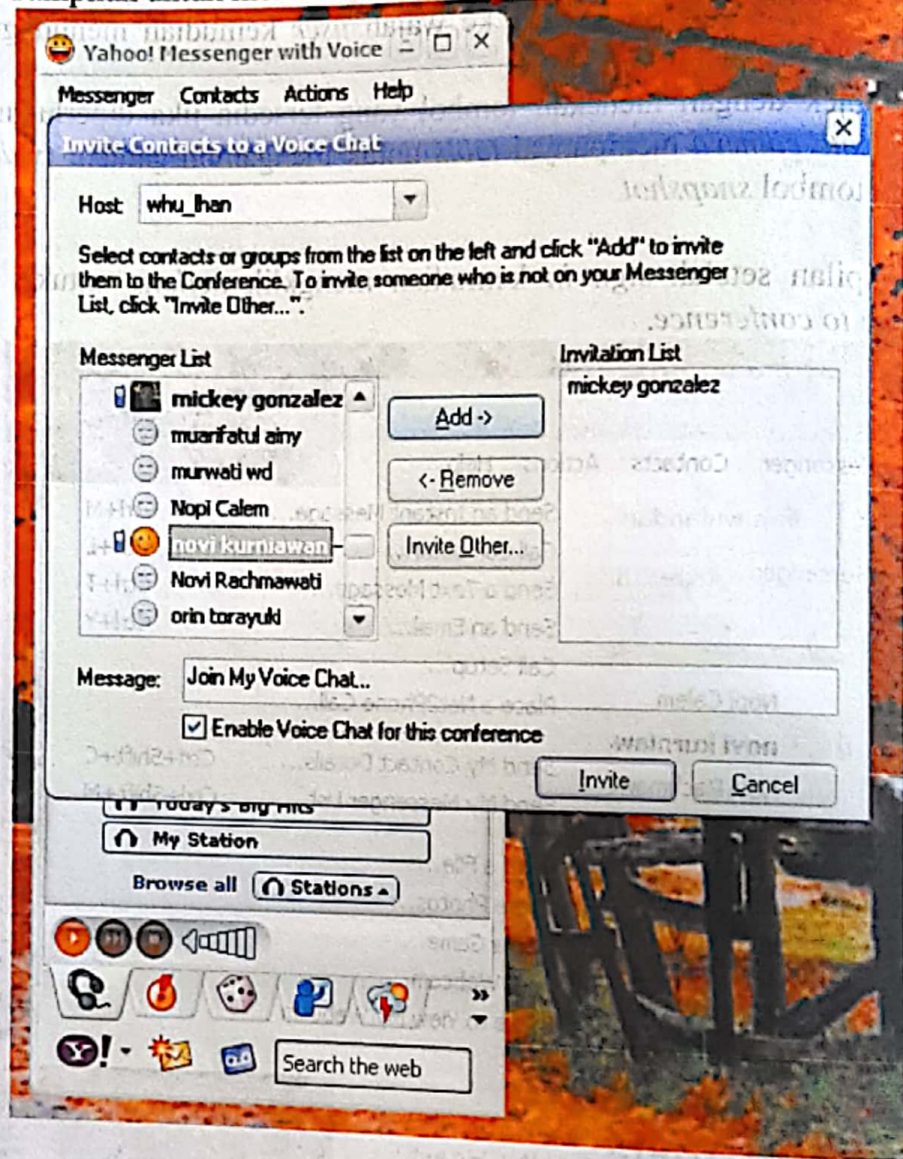 Yahoo! Messenger with Voice
Messenger Contacts Actions Help
Invite Contacts to a Voice Chat
Host: whu_lhan
Select contacts or groups from the list on the left and click "Add" to invite
them to the Conference. To invite someone who is not on your Messenger
List, click "Invite Other...".
Messenger List
Invitation List
mickey gonzalez
muarifatul ainy
murwati wd
Nopi Calem
novi kurniawan
Novi Rachmawati
orin torayuki
Add ->
<- Remove
Invite Other...
mickey gonzalez
Message: Join My Voice Chat...
Enable Voice Chat for this conference
Invite Cancel
Today's Big Hits
My Station
Browse all Stations
Y!
Search the web